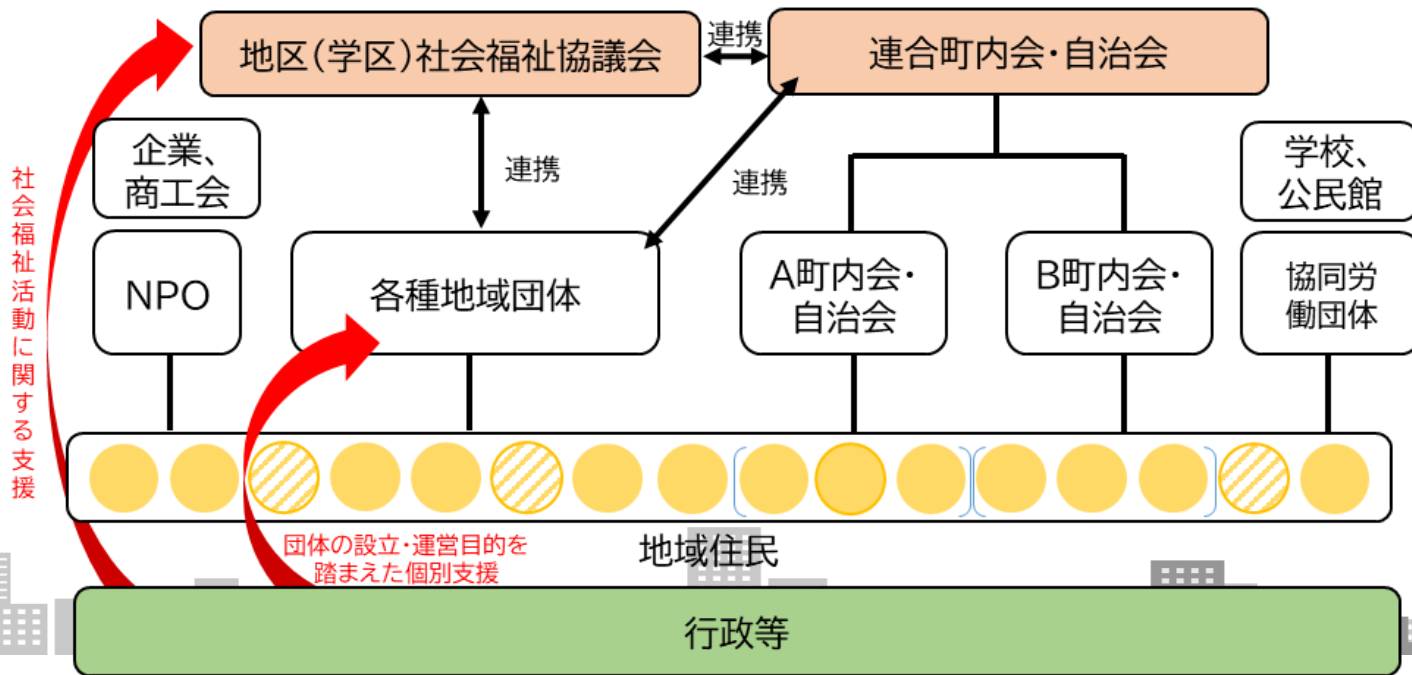 地区(学区)社会福祉協議会
連携
連合町内会・自治会
企業、
商工会
連携
連携
学校、
公民館
社会福祉活動に関する支援
NPO
各種地域団体
A町内会・
自治会
B町内会・
自治会
協同労
働団体
団体の設立・運営目的を
踏まえた個別支援
地域住民
行政等